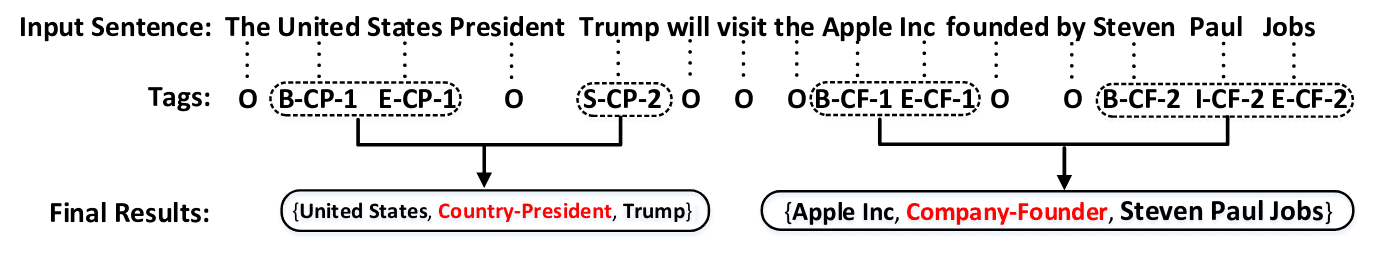 Input Sentence: The United States President Trump will visit the Apple Inc founded by Steven Paul Jobs
Tags: O B-CP-1 E-CP-1 O S-CP-2 O O O B-CF-1 E-CF-1 O O B-CF-2 I-CF-2 E-CF-2
Final Results: {United States, Country-President, Trump} {Apple Inc, Company-Founder, Steven Paul Jobs}